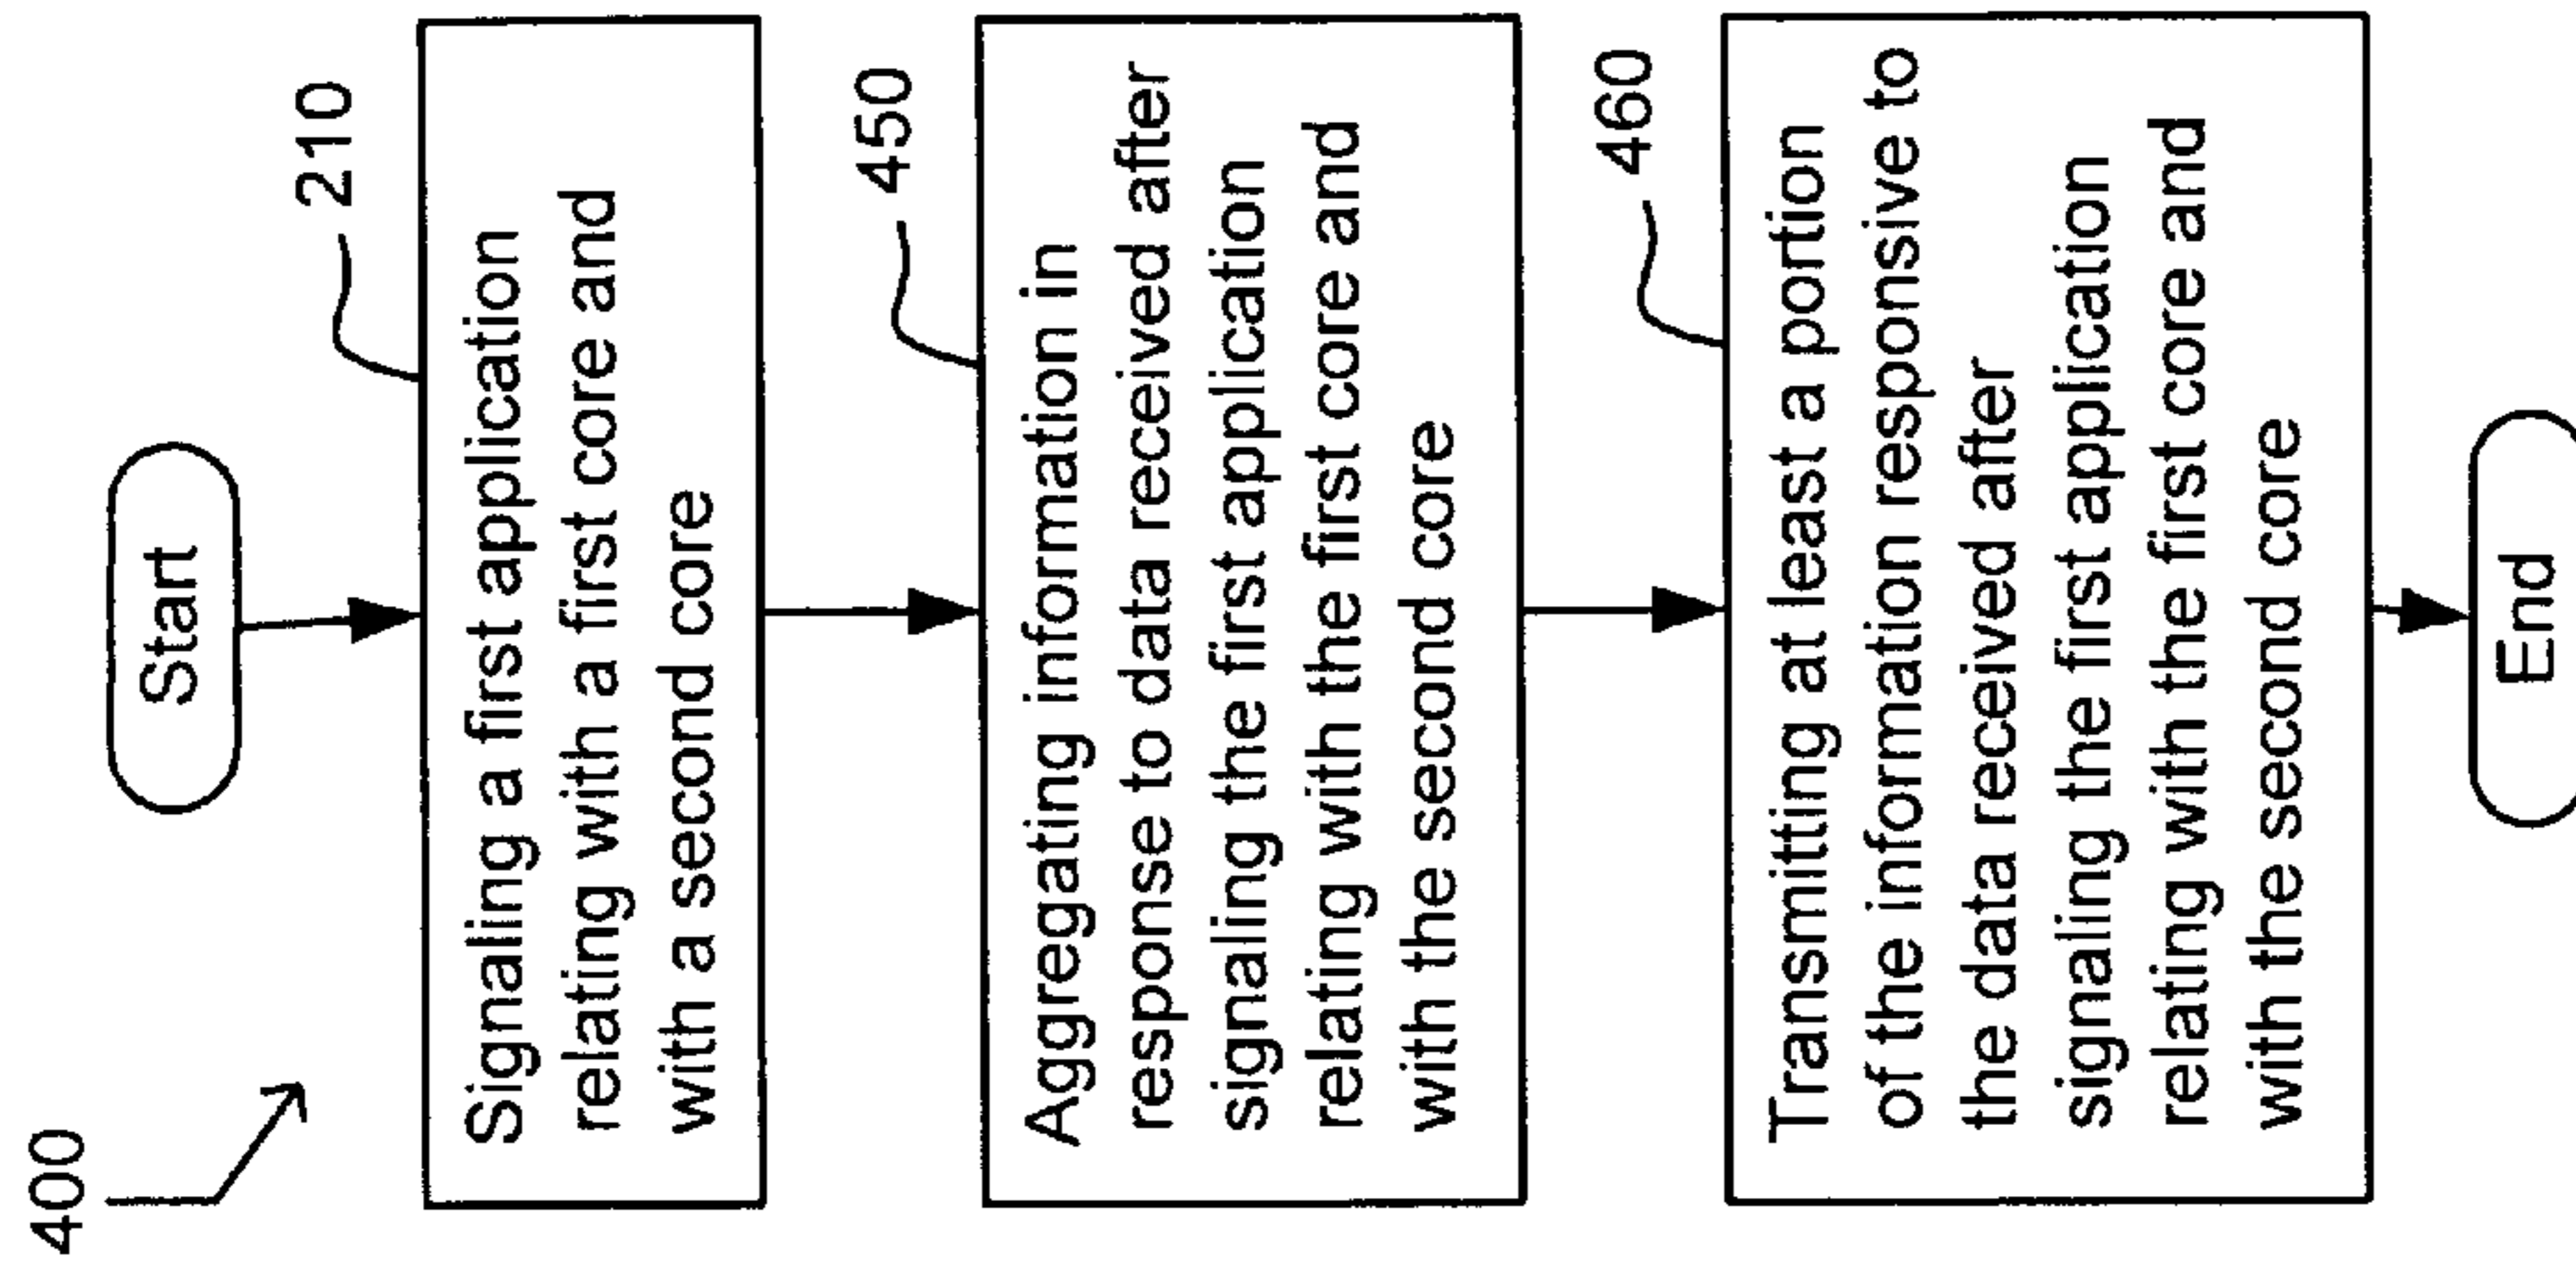 400
Start
210
Signaling a first application
relating with a first core and
with a second core
450
Aggregating information in
response to data received after
signaling the first application
relating with the first core and
with the second core
460
Transmitting at least a portion
of the information responsive to
the data received after
signaling the first application
relating with the first core and
with the second core
End